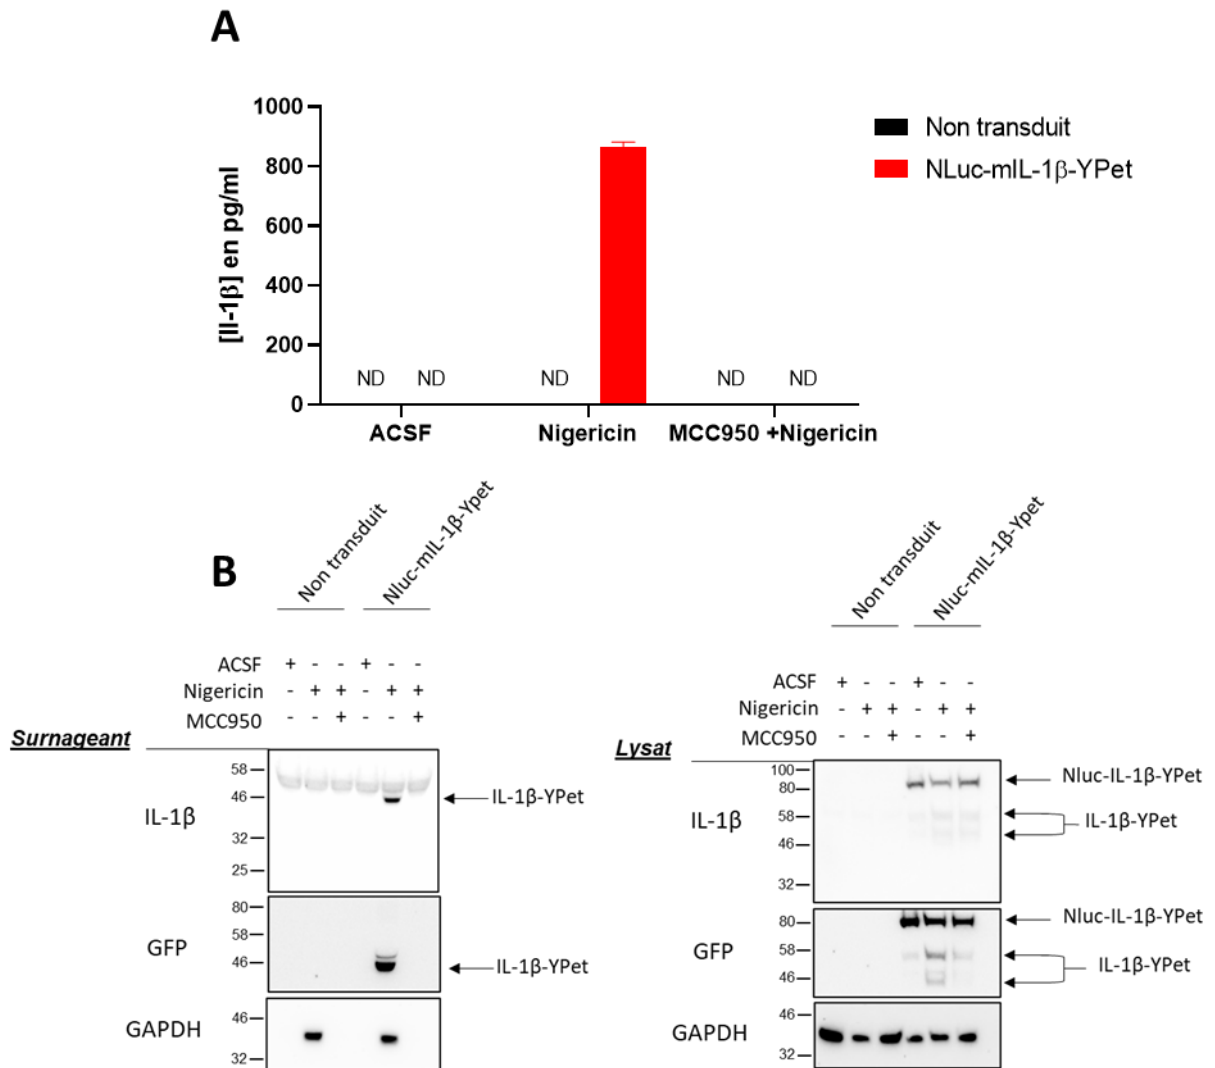 A
1000
800
600
400
200
0
[Il-1β] en pg/ml
ND ND ND ND ND
ACSF Nigericin MCC950 +Nigericin
Non transduit
NLuc-mIL-1β-YPet
B
Non transduit
Nluc-mIL-1β-Ypet
ACSF + - - + - -
Nigericin - + + - + +
MCC950 - - + - - +
Surnageant
IL-1β
58
46
32
25
IL-1β-YPet
GFP
80
58
46
IL-1β-YPet
GAPDH
46
32
Non transduit
Nluc-mIL-1β-Ypet
ACSF + - - + - -
Nigericin - + + - + +
MCC950 - - + - - +
Lysat
IL-1β
100
80
58
46
32
Nluc-IL-1β-YPet
IL-1β-YPet
GFP
80
58
46
Nluc-IL-1β-YPet
IL-1β-YPet
GAPDH
46
32